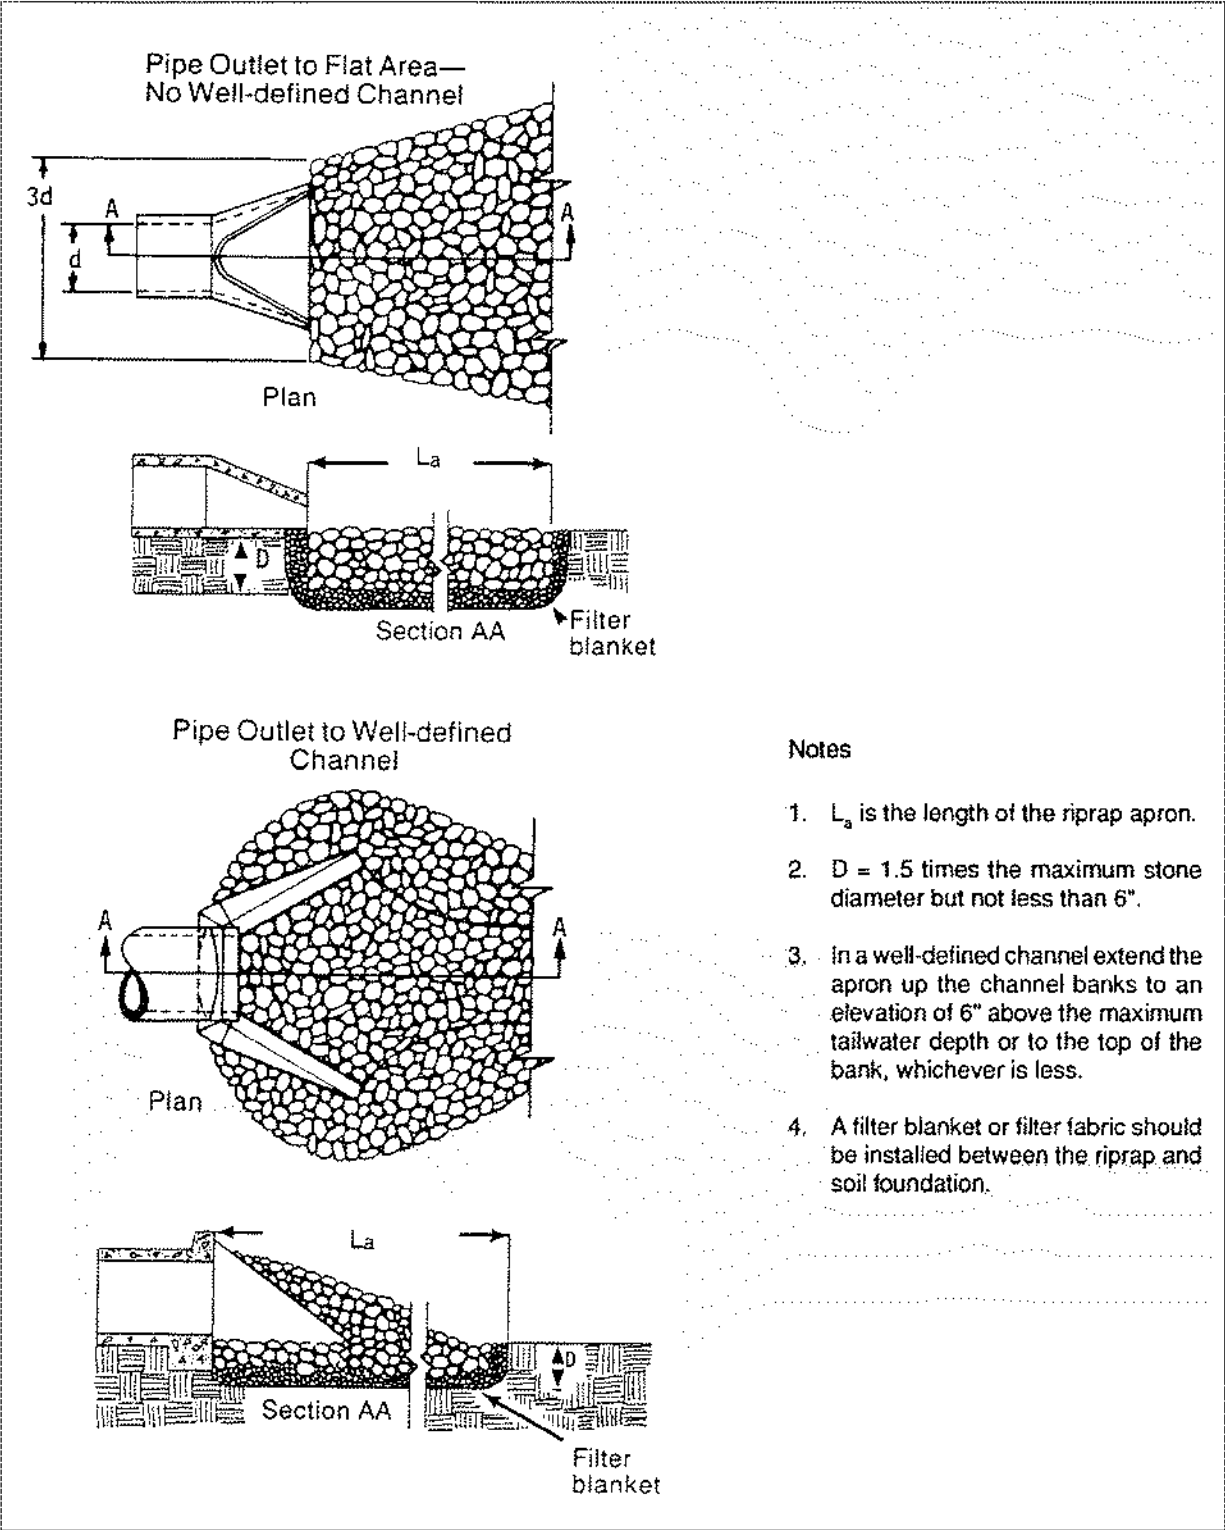 Pipe Outlet to Flat Area—
No Well-defined Channel
3d
A
A
d
Plan
La
D
Section AA
Filter
blanket
Pipe Outlet to Well-defined
Channel
A
A
Plan
La
D
Section AA
Filter
blanket
Notes
1. La is the length of the riprap apron.
2. D = 1.5 times the maximum stone
diameter but not less than 6".
3. In a well-defined channel extend the
apron up the channel banks to an
elevation of 6" above the maximum
tailwater depth or to the top of the
bank, whichever is less.
4. A filter blanket or filter fabric should
be installed between the riprap and
soil foundation.